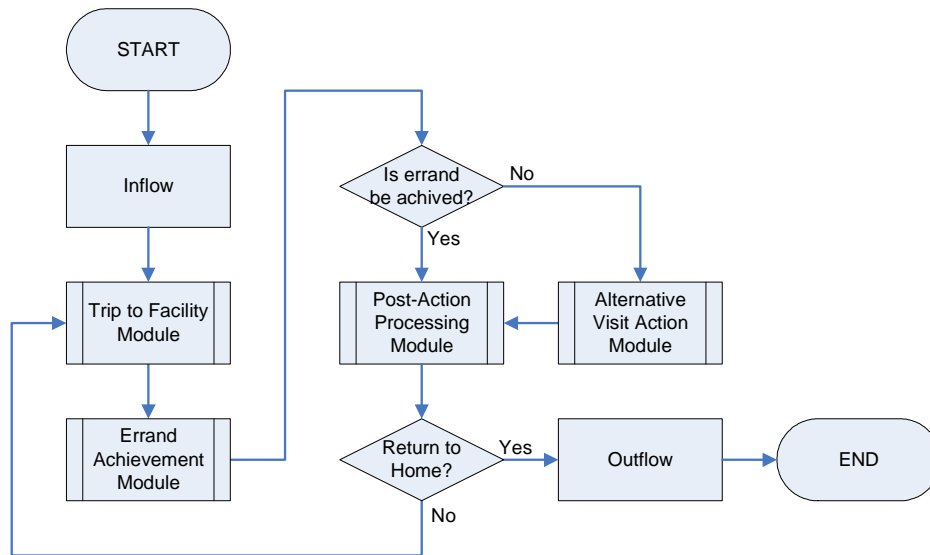 START
Inflow
Trip to Facility
Module
Errand
Achievement
Module
Is errand
be achived?
No
Yes
Post-Action
Processing
Module
Alternative
Visit Action
Module
Return to
Home?
Yes
No
Outflow
END